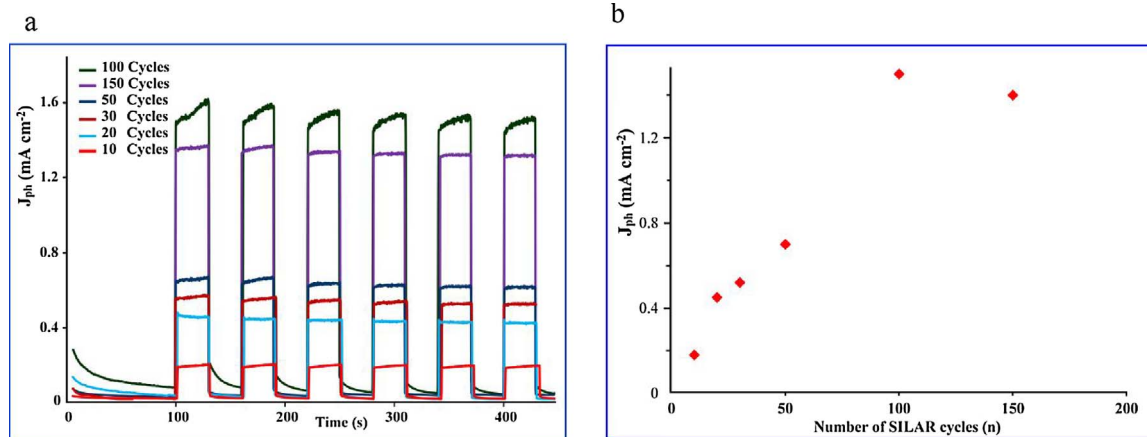 a
J_ph (mA cm⁻²)
1.6
1.2
0.8
0.4
0
100 Cycles
150 Cycles
50 Cycles
30 Cycles
20 Cycles
10 Cycles
0
100
200
300
400
Time (s)
b
J_ph (mA cm⁻²)
1.2
0.8
0.4
0
0
50
100
150
200
Number of SILAR cycles (n)